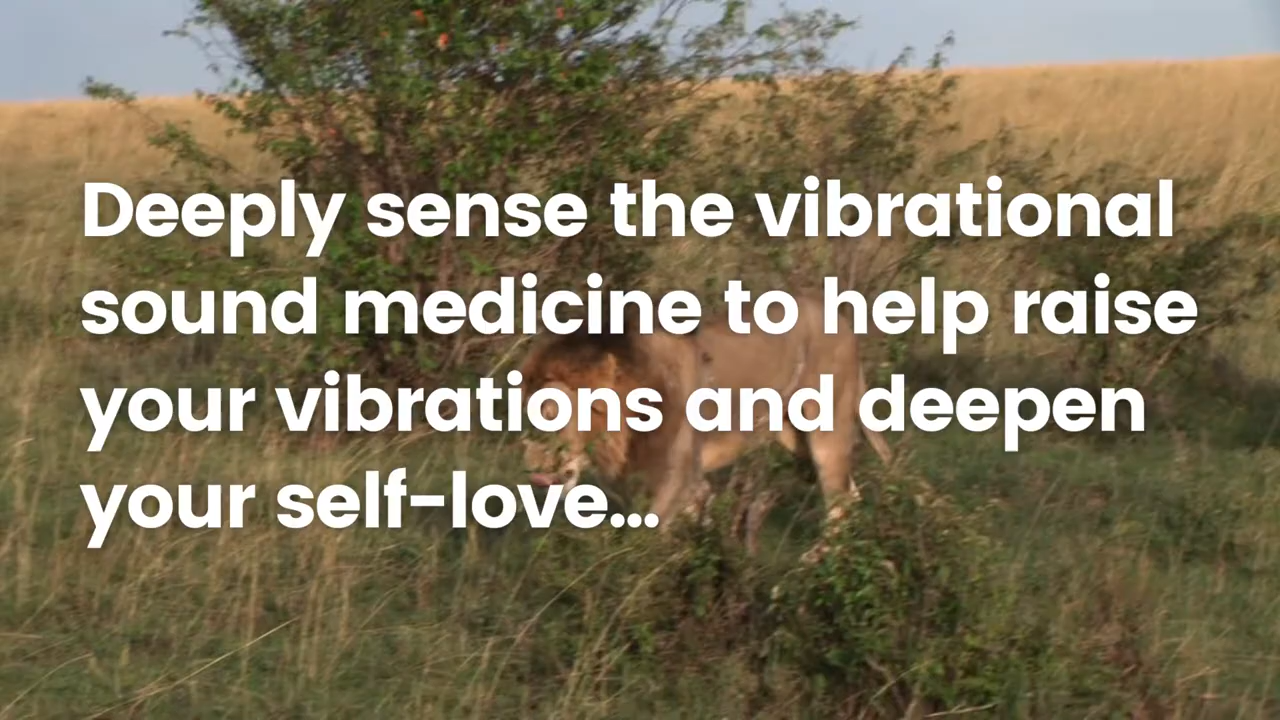 Deeply sense the vibrational
sound medicine to help raise
your vibrations and deepen
your self-love...